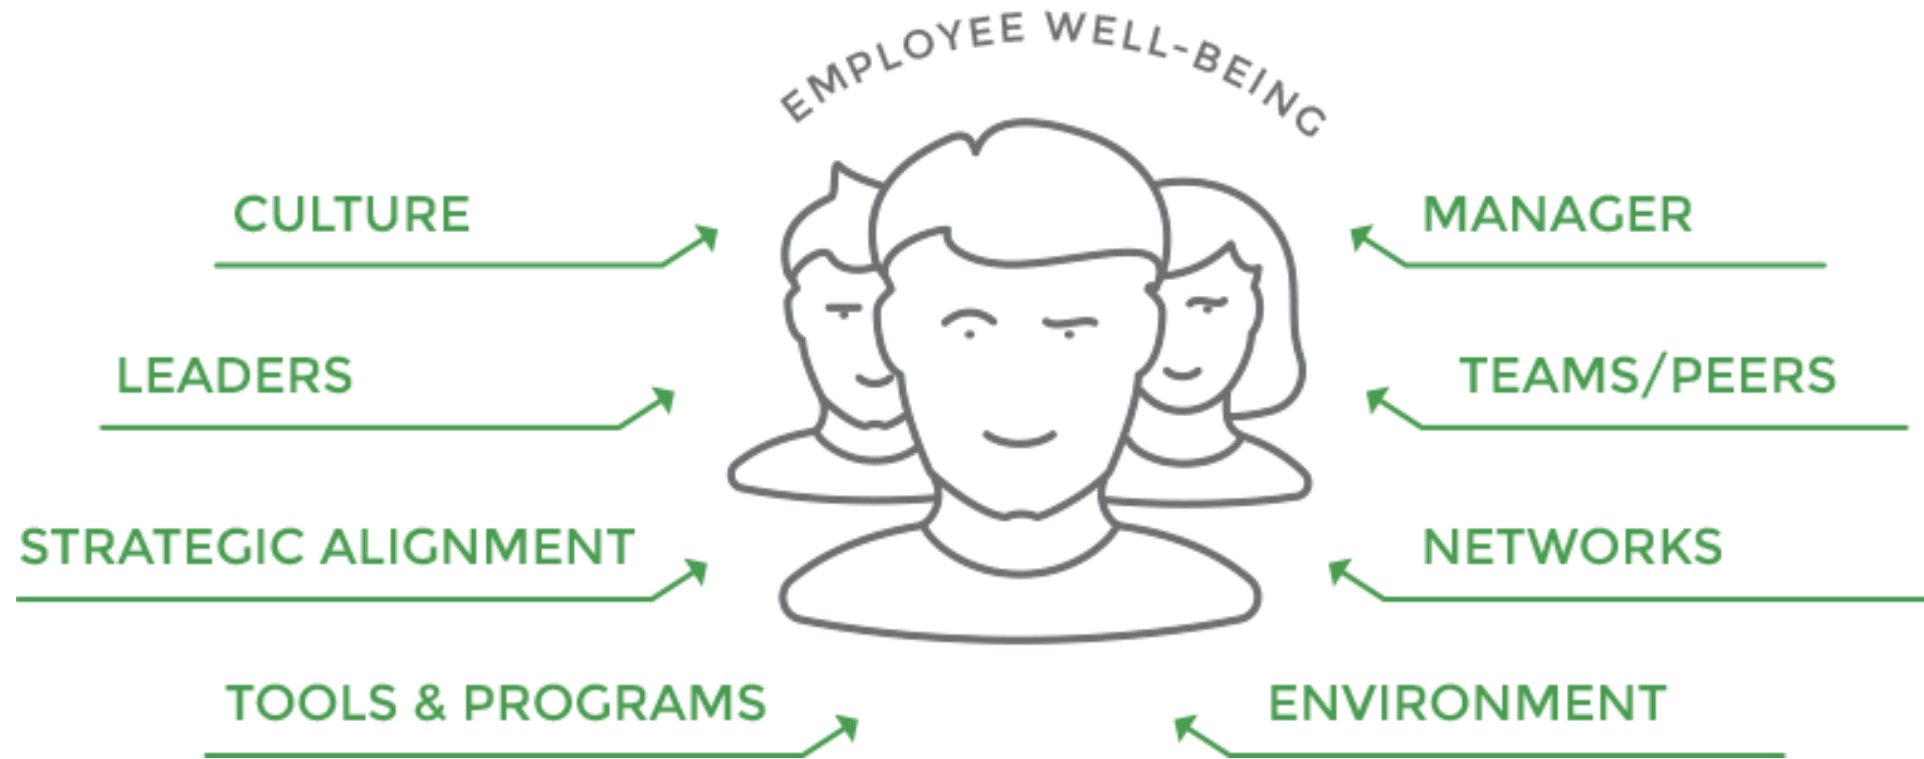 EMPLOYEE WELL-BEING
CULTURE
MANAGER
LEADERS
TEAMS/PEERS
STRATEGIC ALIGNMENT
NETWORKS
TOOLS & PROGRAMS
ENVIRONMENT